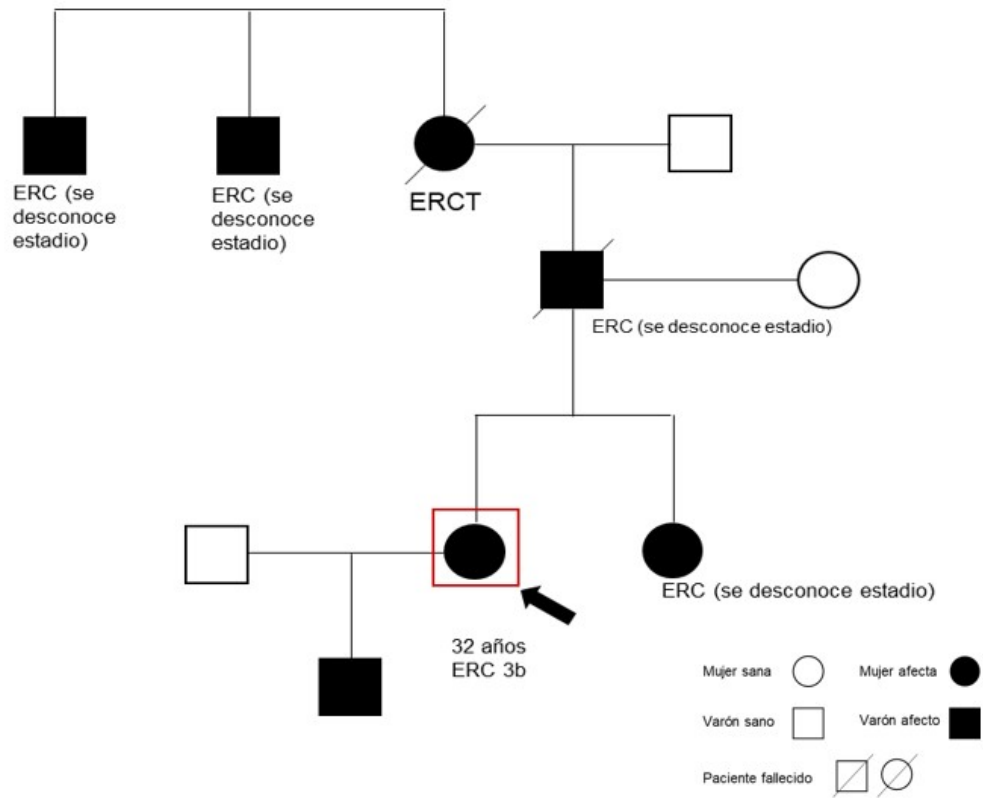 ERC (se
desconoce
estadio)
ERC (se
desconoce
estadio)
ERCT
ERC (se desconoce estadio)
ERC (se desconoce estadio)
32 años
ERC 3b
Mujer sana
Mujer afecta
Varón sano
Varón afecto
Paciente fallecido